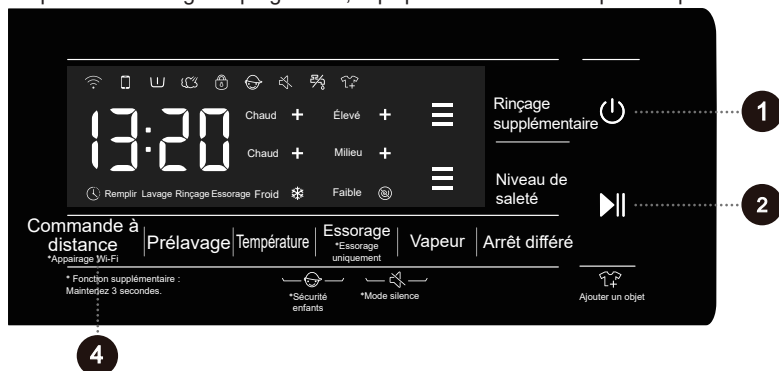 13:20
Chaud + Élevé +
Chaud + Milieu +
Remplir Lavage Rinçage Essorage Froid Faible
Rinçage
supplémentaire
Niveau de
saleté
1
2
Commande à
distance
*Appairage Wi-Fi
Prélavage
Température
Essorage
*Essorage
uniquement
Vapeur
Arrêt différé
* Fonction supplémentaire :
Maintenez 3 secondes.
*Sécurité
enfants
*Mode silence
Ajouter un objet
4